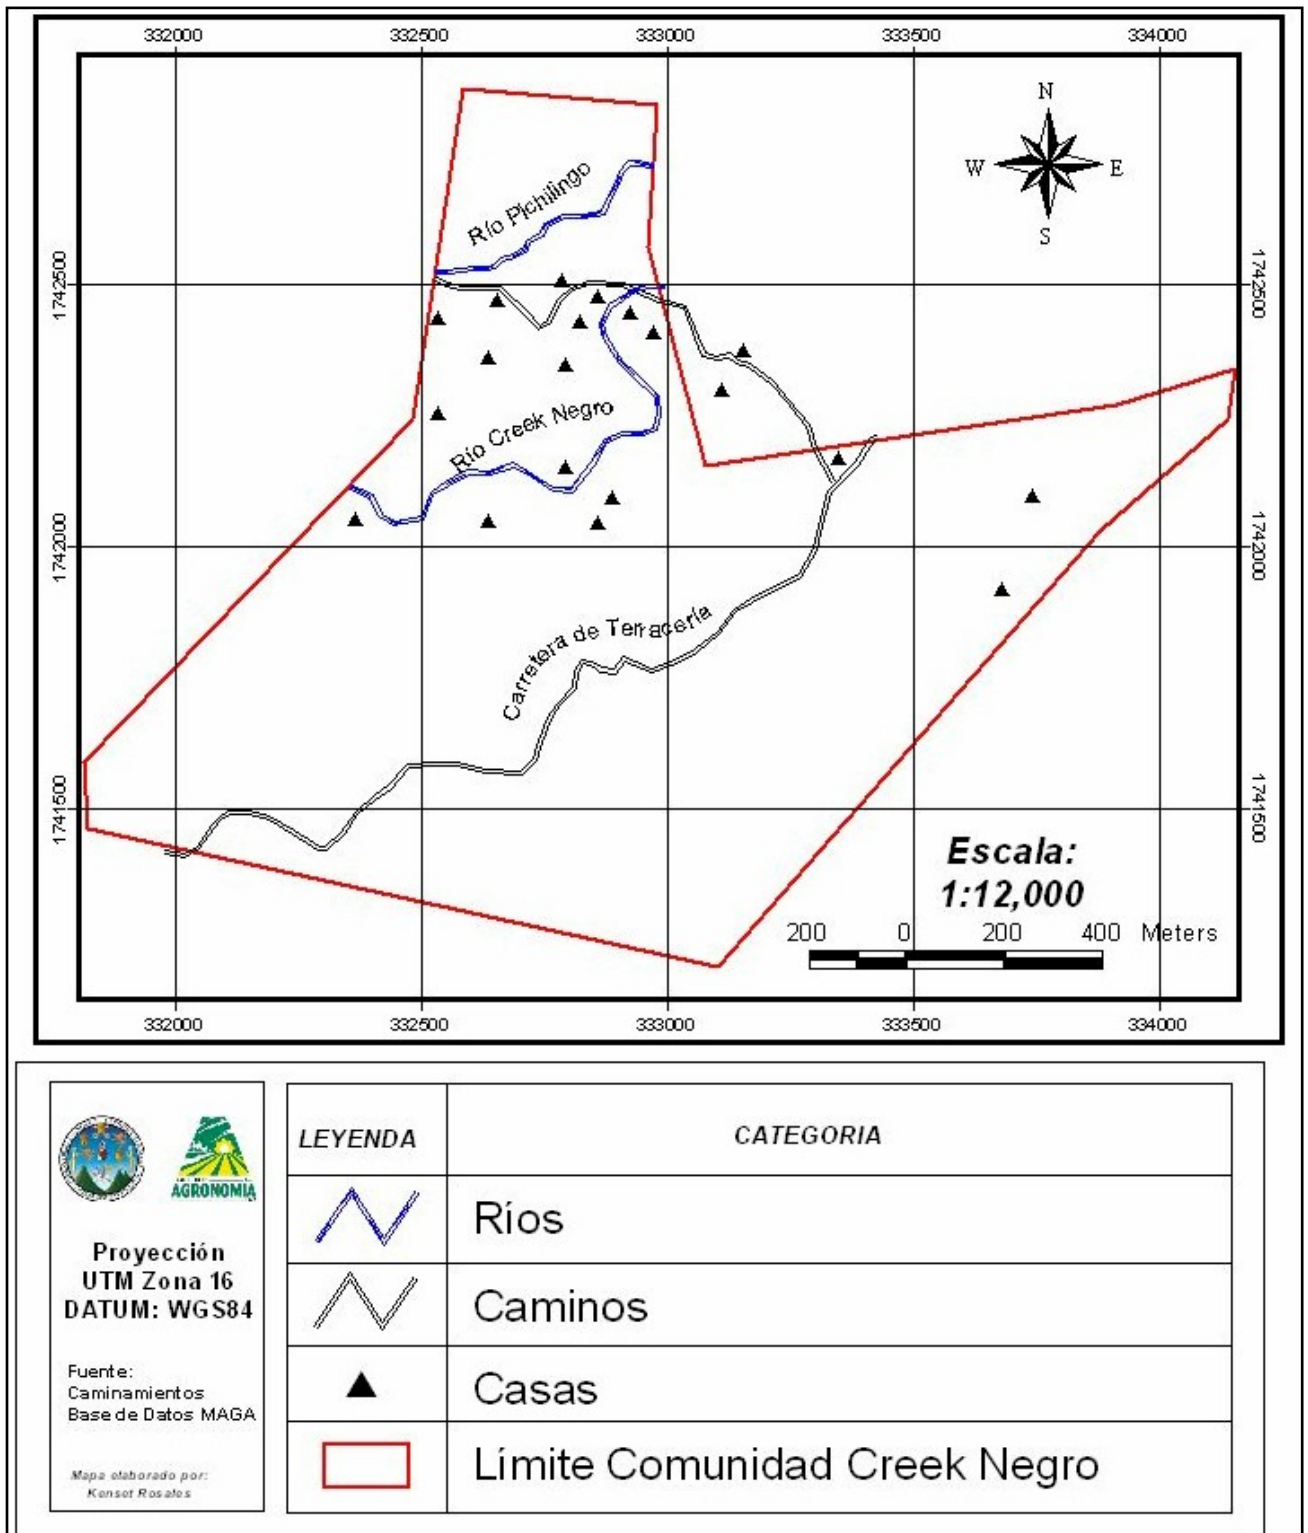 332000 332500 333000 333500 334000
N
W E
S
Río Pichilingo
1742500 1742500
Río Creek Negro
1742000 1742000
Carretera de Terracería
1741500 1741500
Escala:
1:12,000
200 0 200 400 Meters
332000 332500 333000 333500 334000
LEYENDA CATEGORIA
AGRONOMIA
Proyección
UTM Zona 16
DATUM: WGS84
Fuente:
Caminamientos
Base de Datos MAGA
Mapa elaborado por:
Kenset Rosales
Ríos
Caminos
Casas
Límite Comunidad Creek Negro